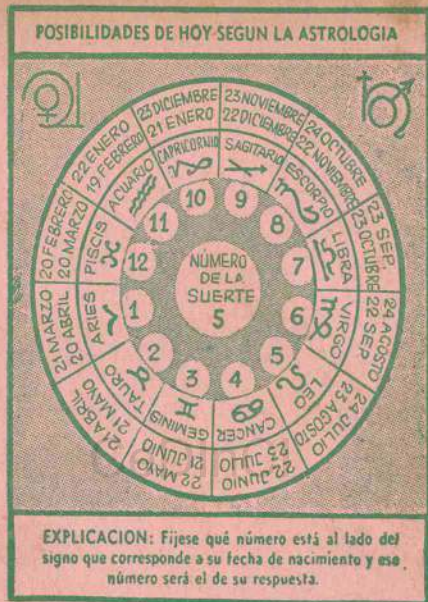 POSIBILIDADES DE HOY SEGUN LA ASTROLOGIA
23 DICIEMBRE
21 ENERO
CAPRICORNIO
10
23 NOVIEMBRE
22 DICIEMBRE
SAGITARIO
9
24 OCTUBRE
22 NOVIEMBRE
ESCORPIO
8
23 SEP
23 OCTUBRE
LIBRA
7
24 AGOSTO
22 SEP
VIRGO
6
24 JULIO
23 AGOSTO
LEO
5
22 JUNIO
23 JULIO
CANCER
4
22 MAYO
21 JUNIO
GEMINIS
3
21 ABRIL
21 MAYO
TAURO
2
21 MARZO
20 ABRIL
ARIES
1
20 FEBRERO
20 MARZO
PISCIS
12
22 ENERO
19 FEBRERO
ACUARIO
11
NÚMERO
DE LA
SUERTE
5
EXPLICACION: Fíjese qué número está al lado del
signo que corresponde a su fecha de nacimiento y ese
número será el de su respuesta.